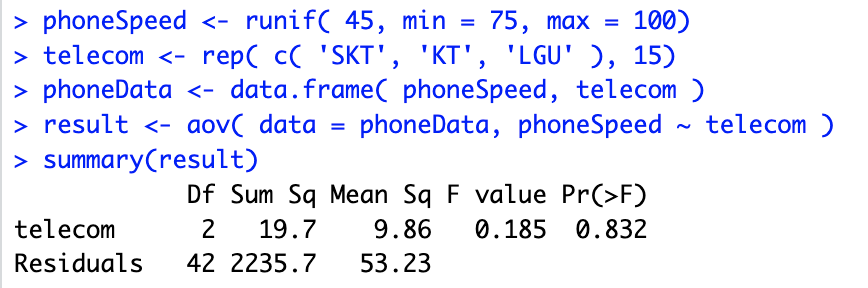 > phoneSpeed <- runif( 45, min = 75, max = 100)
> telecom <- rep( c( 'SKT', 'KT', 'LGU' ), 15)
> phoneData <- data.frame( phoneSpeed, telecom )
> result <- aov( data = phoneData, phoneSpeed ~ telecom )
> summary(result)
            Df Sum Sq Mean Sq F value Pr(>F)
telecom      2   19.7    9.86   0.185  0.832
Residuals   42 2235.7   53.23